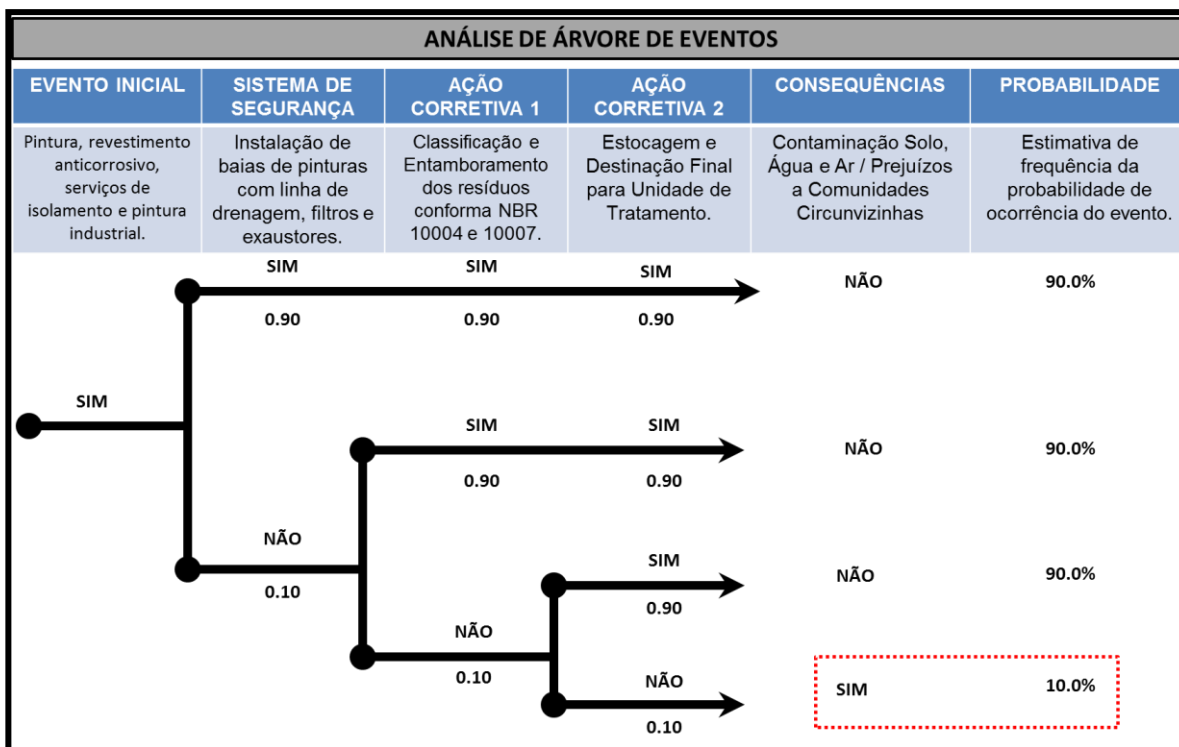 ANÁLISE DE ÁRVORE DE EVENTOS
EVENTO INICIAL
SISTEMA DE
SEGURANÇA
AÇÃO
CORRETIVA 1
AÇÃO
CORRETIVA 2
CONSEQUÊNCIAS
PROBABILIDADE
Pintura, revestimento
anticorrosivo,
serviços de
isolamento e pintura
industrial.
Instalação de
baias de pinturas
com linha de
drenagem, filtros e
exaustores.
Classificação e
Entamboramento
dos resíduos
conforma NBR
10004 e 10007.
Estocagem e
Destinação Final
para Unidade de
Tratamento.
Contaminação Solo,
Água e Ar / Prejuízos
a Comunidades
Circunvizinhas
Estimativa de
frequência da
probabilidade de
ocorrência do evento.
SIM SIM SIM NÃO 90.0%
0.90 0.90 0.90
SIM
SIM SIM NÃO 90.0%
0.90 0.90
NÃO
0.10
SIM NÃO 90.0%
0.90
NÃO
0.10
NÃO SIM 10.0%
0.10